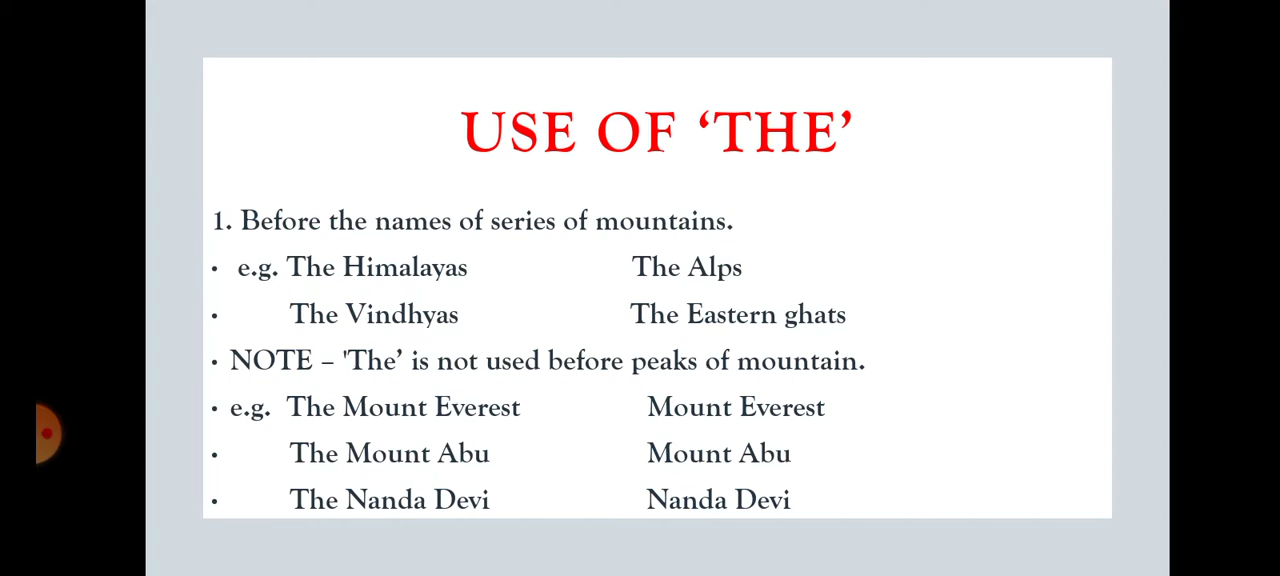 USE OF ‘THE’
1. Before the names of series of mountains.
• e.g. The Himalayas The Alps
• The Vindhyas The Eastern ghats
• NOTE – 'The’ is not used before peaks of mountain.
• e.g. The Mount Everest Mount Everest
• The Mount Abu Mount Abu
• The Nanda Devi Nanda Devi